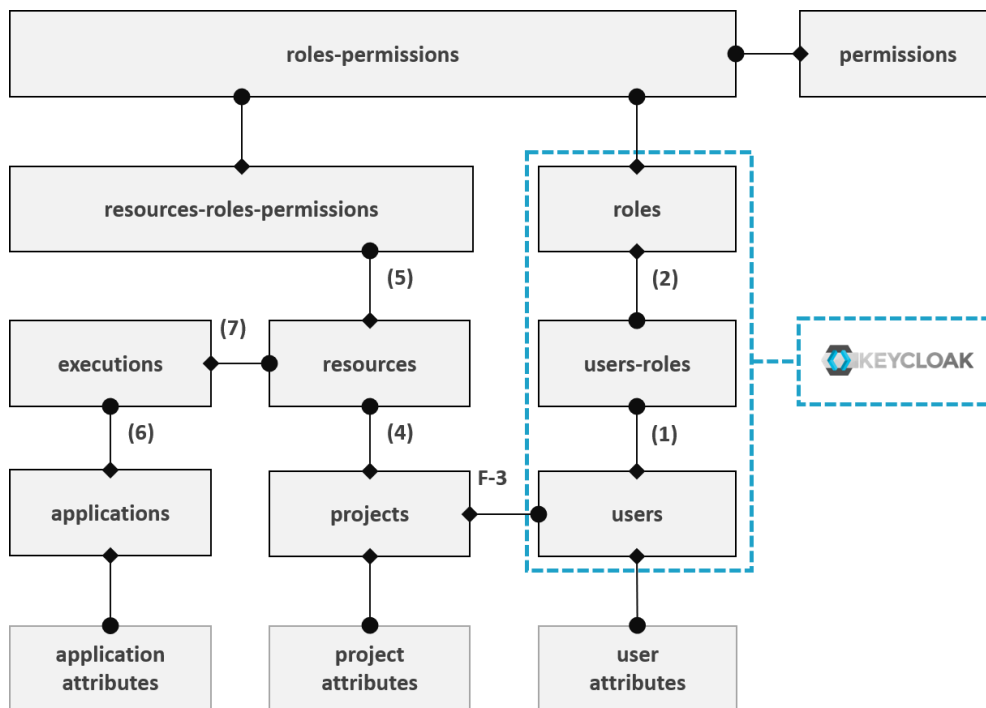 roles-permissions
permissions
resources-roles-permissions
roles
(5)
(2)
(7)
executions
resources
users-roles
KEYCLOAK
(6)
(4)
(1)
F-3
applications
projects
users
application
attributes
project
attributes
user
attributes